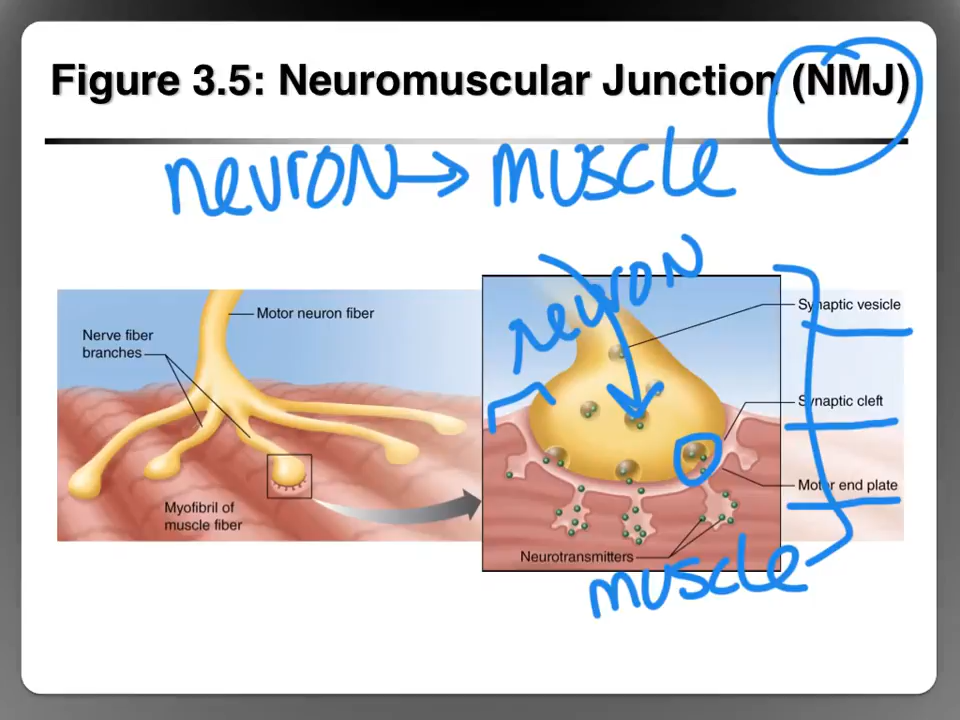 Figure 3.5: Neuromuscular Junction (NMJ)
neuron → muscle
neuron
Motor neuron fiber
Nerve fiber
branches
Myofibril of
muscle fiber
Synaptic vesicle
Synaptic cleft
Motor end plate
Neurotransmitters
muscle